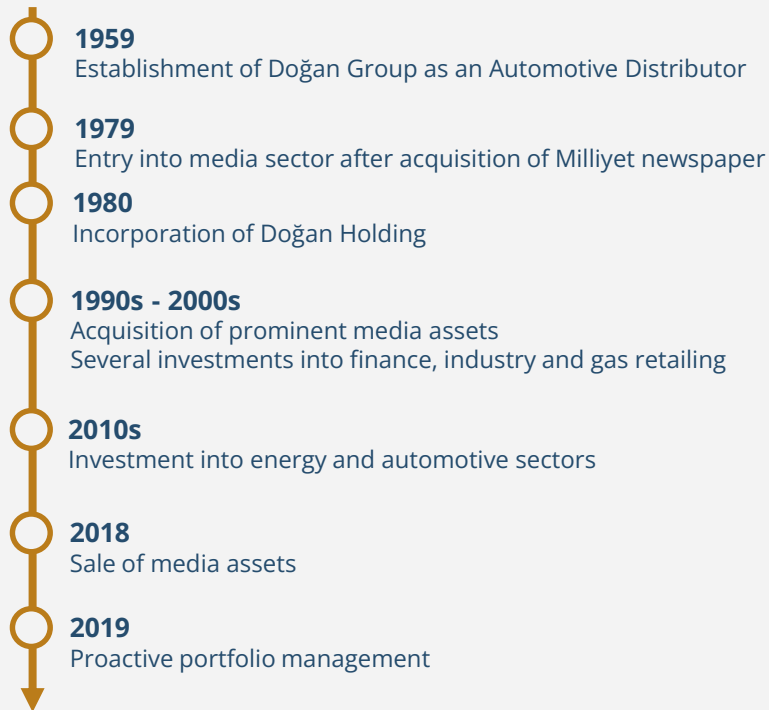 1959
Establishment of Doğan Group as an Automotive Distributor
1979
Entry into media sector after acquisition of Milliyet newspaper
1980
Incorporation of Doğan Holding
1990s - 2000s
Acquisition of prominent media assets
Several investments into finance, industry and gas retailing
2010s
Investment into energy and automotive sectors
2018
Sale of media assets
2019
Proactive portfolio management